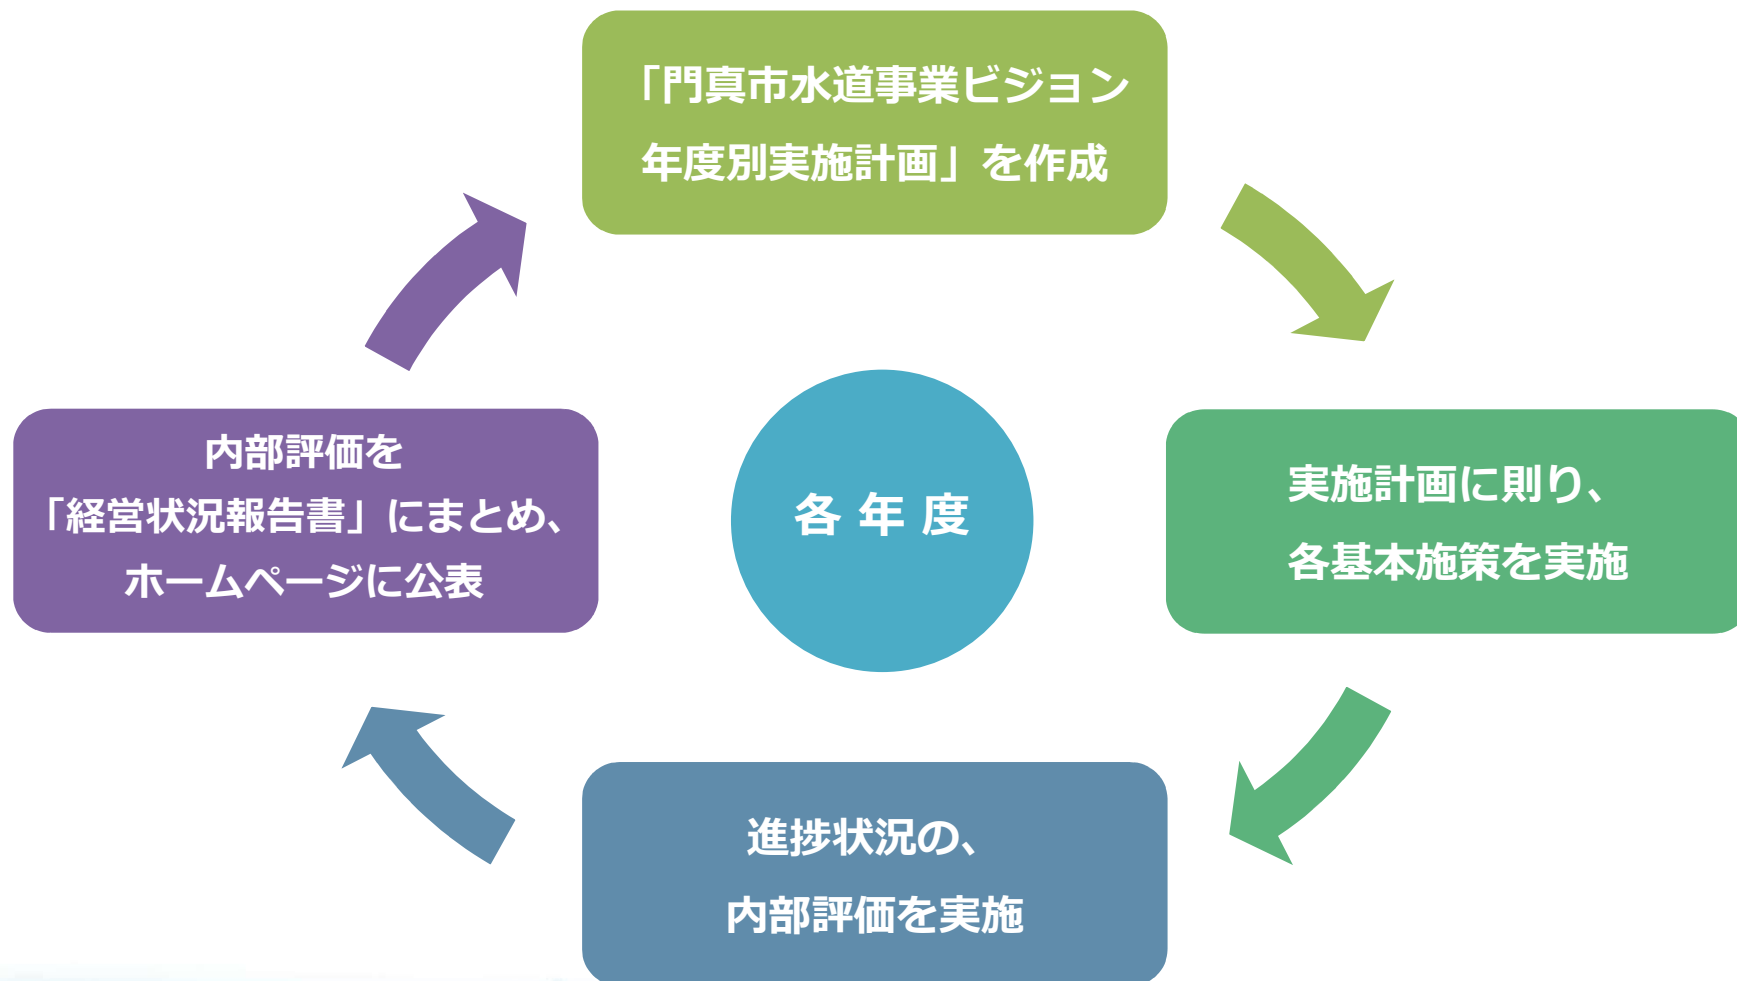 「門真市水道事業ビジョン
年度別実施計画」を作成
実施計画に則り、
各基本施策を実施
進捗状況の、
内部評価を実施
内部評価を
「経営状況報告書」にまとめ、
ホームページに公表
各年度